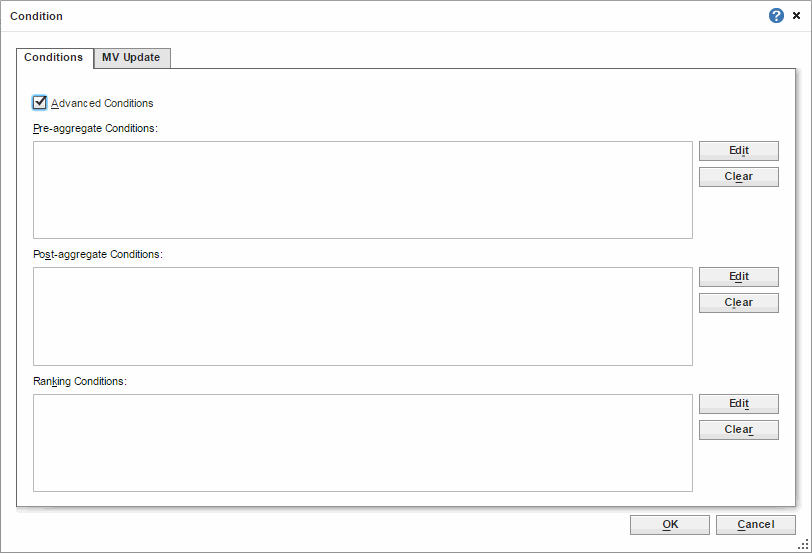 Condition
?
Conditions
MV Update
Advanced Conditions
Pre-aggregate Conditions:
Edit
Clear
Post-aggregate Conditions:
Edit
Clear
Ranking Conditions:
Edit
Clear
OK
Cancel